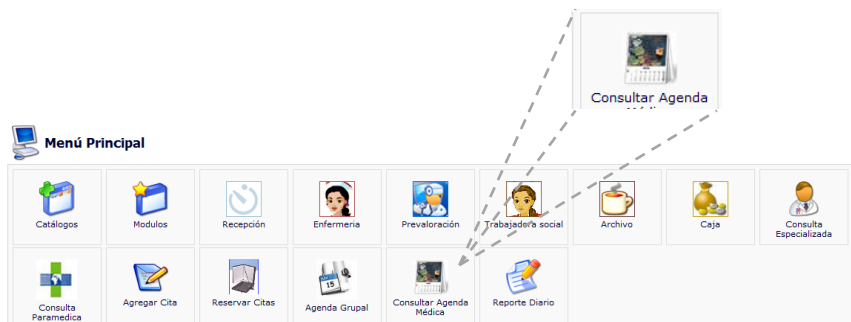 Consultar Agenda
Menú Principal
Catálogos
Modulos
Recepción
Enfermeria
Prevaloración
Trabajadora social
Archivo
Caja
Consulta
Especializada
Consulta
Paramedica
Agregar Cita
Reservar Citas
15
Agenda Grupal
Consultar Agenda
Médica
Reporte Diario